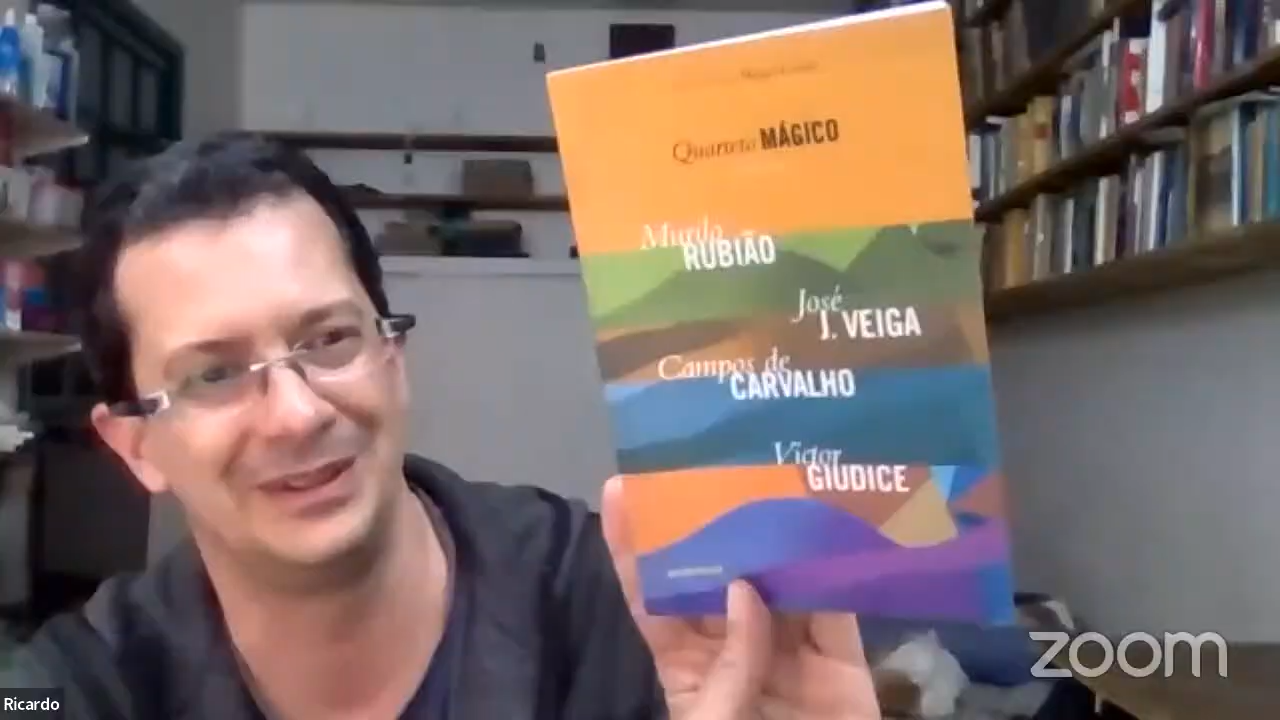 Quarteto MÁGICO
Murilo
RUBIÃO
José
J. VEIGA
Campos de
CARVALHO
Victor
GIUDICE
zoom
Ricardo